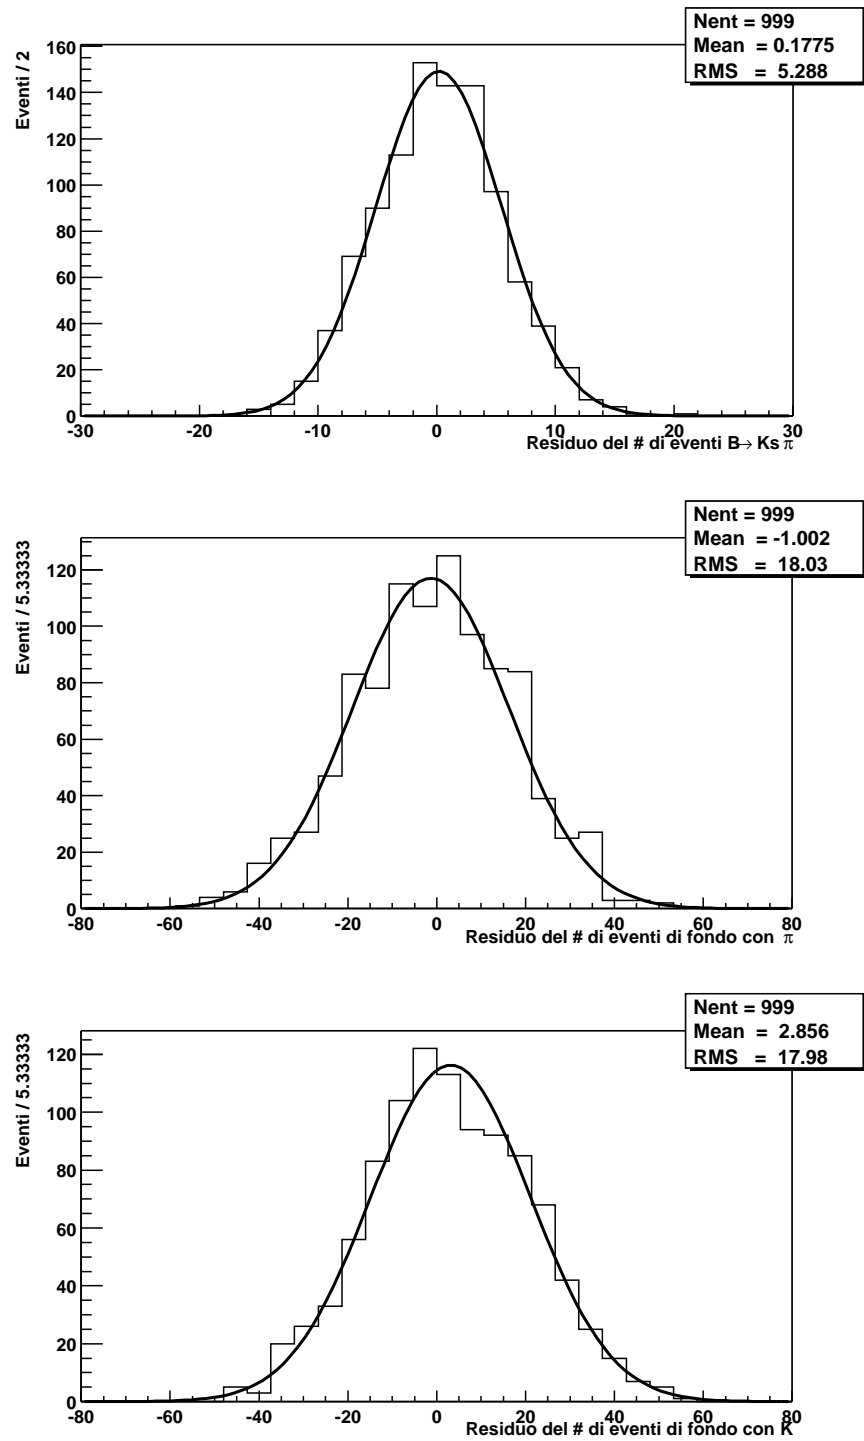 Nent = 999
Mean = 0.1775
RMS = 5.288
Eventi / 2
160
140
120
100
80
60
40
20
0
-30 -20 -10 0 10 20 30
Residuo del # di eventi B→ Ks π
Nent = 999
Mean = -1.002
RMS = 18.03
Eventi / 5.33333
120
100
80
60
40
20
0
-80 -60 -40 -20 0 20 40 60 80
Residuo del # di eventi di fondo con π
Nent = 999
Mean = 2.856
RMS = 17.98
Eventi / 5.33333
120
100
80
60
40
20
0
-80 -60 -40 -20 0 20 40 60 80
Residuo del # di eventi di fondo con K